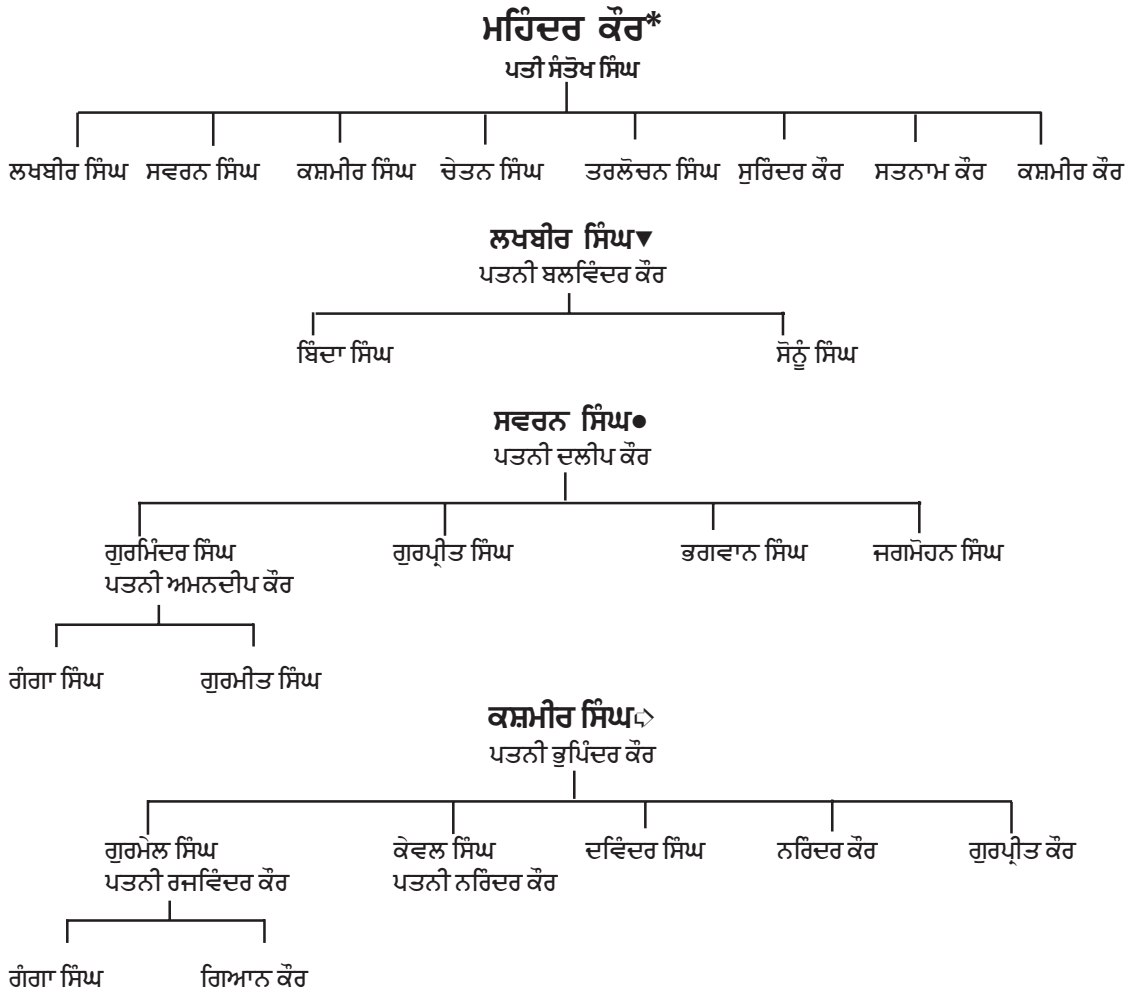 ਮਹਿੰਦਰ ਕੌਰ*
ਪਤੀ ਸੰਤੋਖ ਸਿੰਘ
ਲਖਬੀਰ ਸਿੰਘ ਸਵਰਨ ਸਿੰਘ ਕਸ਼ਮੀਰ ਸਿੰਘ ਚੇਤਨ ਸਿੰਘ ਤਰਲੋਚਨ ਸਿੰਘ ਸੁਰਿੰਦਰ ਕੌਰ ਸਤਨਾਮ ਕੌਰ ਕਸ਼ਮੀਰ ਕੌਰ
ਲਖਬੀਰ ਸਿੰਘ▼
ਪਤਨੀ ਬਲਵਿੰਦਰ ਕੌਰ
ਬਿੰਦਾ ਸਿੰਘ ਸੋਨੂੰ ਸਿੰਘ
ਸਵਰਨ ਸਿੰਘ●
ਪਤਨੀ ਦਲੀਪ ਕੌਰ
ਗੁਰਮਿੰਦਰ ਸਿੰਘ ਗੁਰਪ੍ਰੀਤ ਸਿੰਘ ਭਗਵਾਨ ਸਿੰਘ ਜਗਮੋਹਨ ਸਿੰਘ
ਪਤਨੀ ਅਮਨਦੀਪ ਕੌਰ
ਗੰਗਾ ਸਿੰਘ ਗੁਰਮੀਤ ਸਿੰਘ
ਕਸ਼ਮੀਰ ਸਿੰਘ➪
ਪਤਨੀ ਭੁਪਿੰਦਰ ਕੌਰ
ਗੁਰਮੇਲ ਸਿੰਘ ਕੇਵਲ ਸਿੰਘ ਦਵਿੰਦਰ ਸਿੰਘ ਨਰਿੰਦਰ ਕੌਰ ਗੁਰਪ੍ਰੀਤ ਕੌਰ
ਪਤਨੀ ਰਜਵਿੰਦਰ ਕੌਰ ਪਤਨੀ ਨਰਿੰਦਰ ਕੌਰ
ਗੰਗਾ ਸਿੰਘ ਗਿਆਨ ਕੌਰ